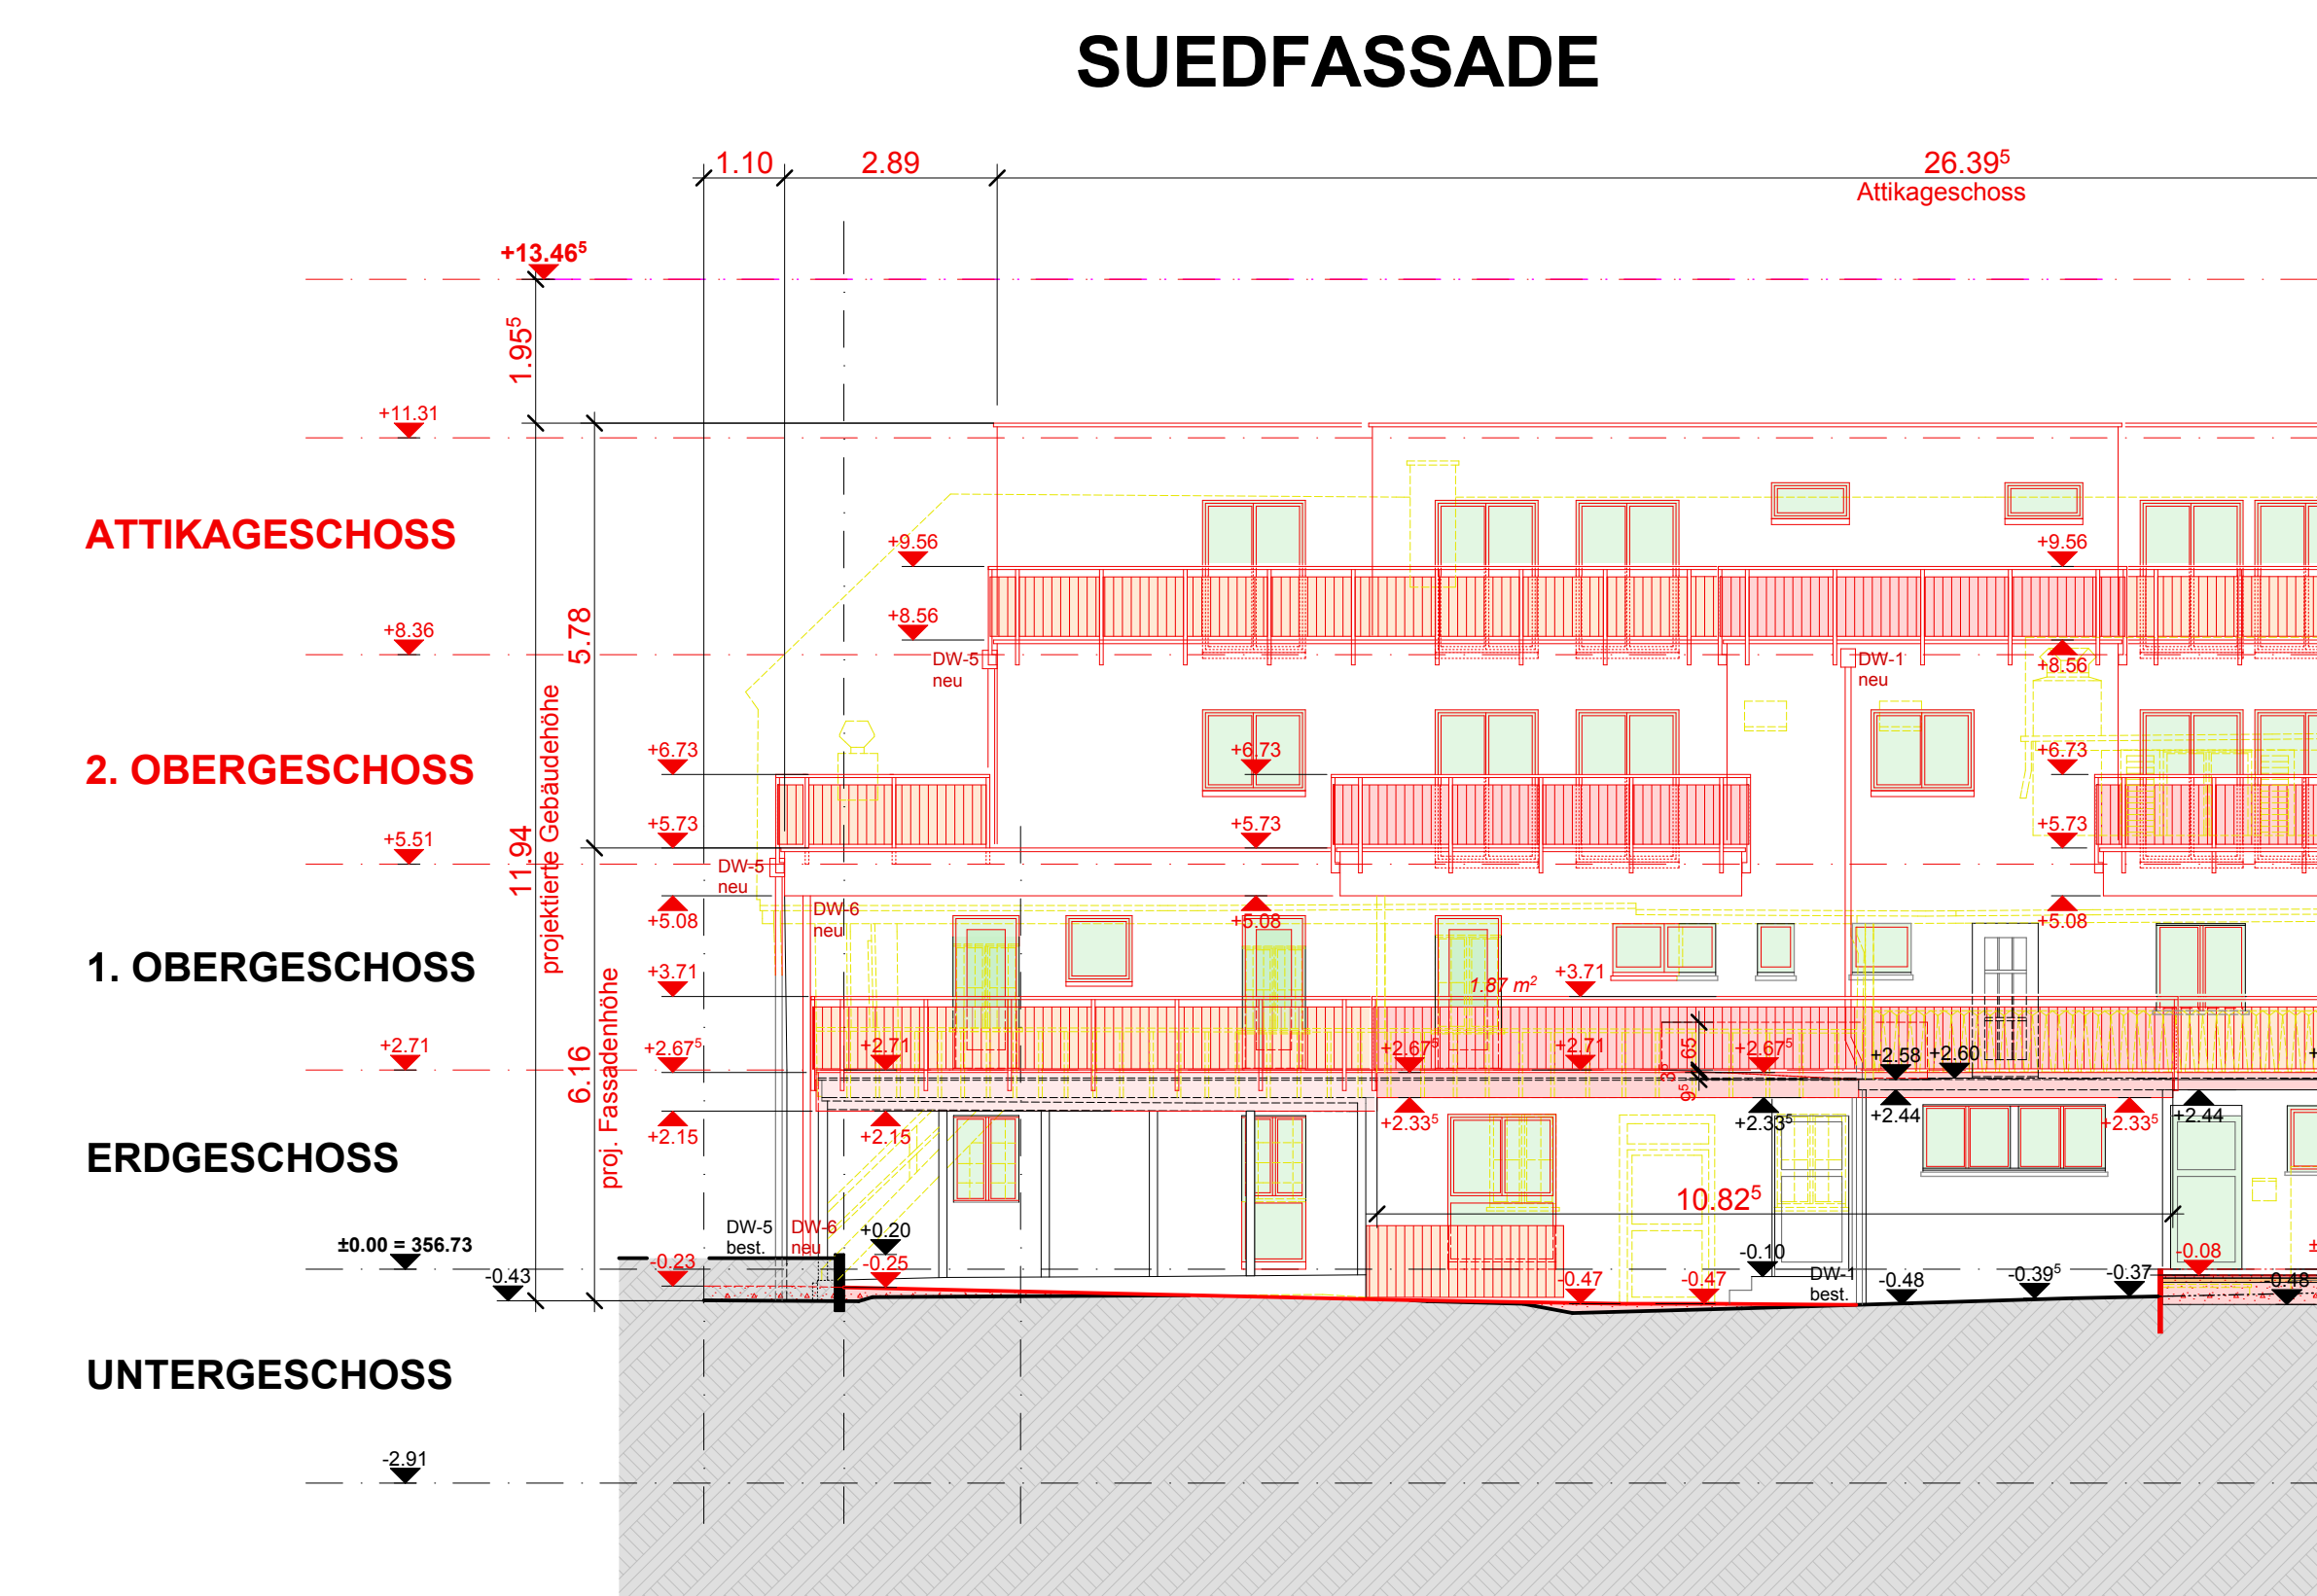 SUEDFASSADE
1.10
2.89
26.39⁵
Attikageschoss
+13.46⁵
1.95⁵
+11.31
ATTIKAGESCHOSS
+9.56
+9.56
+8.36
5.78
+8.56
+8.56
DW-5
neu
DW-1
neu
projektierte Gebäudehöhe
11.94
2. OBERGESCHOSS
+6.73
+6.73
+6.73
+5.51
+5.73
+5.73
+5.73
DW-5
neu
+5.08
DW-6
neu
+5.08
+5.08
1. OBERGESCHOSS
proj. Fassadenhöhe
6.16
+3.71
1.87 m²
+3.71
+2.71
+2.67⁵
+2.71
+2.67⁵
+2.71
65
3⁵
9⁵
+2.67⁵
+2.58
+2.60
ERDGESCHOSS
+2.15
+2.15
+2.33⁵
+2.33⁵
+2.44
+2.33⁵
+2.44
10.82⁵
±0.00 = 356.73
DW-5
best.
DW-6
neu
+0.20
-0.43
-0.23
-0.25
-0.47
-0.47
-0.10
DW-1
best.
-0.48
-0.39⁵
-0.37
-0.08
-0.48
UNTERGESCHOSS
-2.91